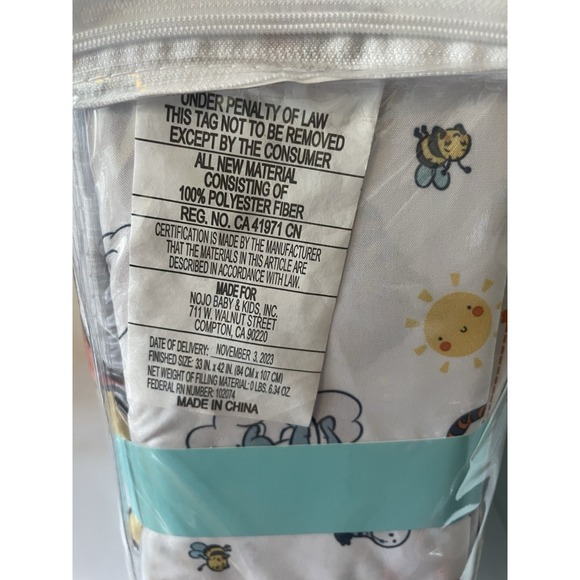 UNDER PENALTY OF LAW
THIS TAG NOT TO BE REMOVED
EXCEPT BY THE CONSUMER
ALL NEW MATERIAL
CONSISTING OF
100% POLYESTER FIBER
REG. NO. CA 41971 CN
CERTIFICATION IS MADE BY THE MANUFACTURER
THAT THE MATERIALS IN THIS ARTICLE ARE
DESCRIBED IN ACCORDANCE WITH LAW.
MADE FOR
NOJO BABY & KIDS, INC.
711 W. WALNUT STREET
COMPTON, CA 90220
DATE OF DELIVERY: NOVEMBER 3, 2023
FINISHED SIZE: 33 IN. x 42 IN. (84 CM x 107 CM)
NET WEIGHT OF FILLING MATERIAL: 0 LBS. 6.34 OZ.
FEDERAL RN NUMBER: 102074
MADE IN CHINA